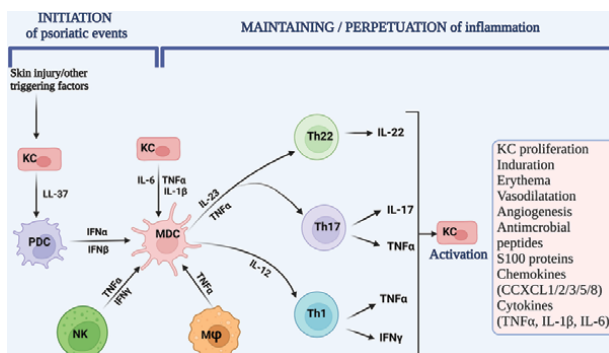 INITIATION
of psoriatic events
MAINTAINING / PERPETUATION of inflammation
Skin injury/other
triggering factors
KC
LL-37
PDC
IFNα
IFNβ
KC
IL-6
TNFα
IL-1β
MDC
TNFα
IFNγ
NK
TNFα
Mφ
IL-23
TNFα
IL-12
Th22
IL-22
Th17
IL-17
TNFα
Th1
TNFα
IFNγ
KC
Activation
KC proliferation
Induration
Erythema
Vasodilatation
Angiogenesis
Antimcrobial
peptides
S100 proteins
Chemokines
(CCXCL1/2/3/5/8)
Cytokines
(TNFα, IL-1β, IL-6)